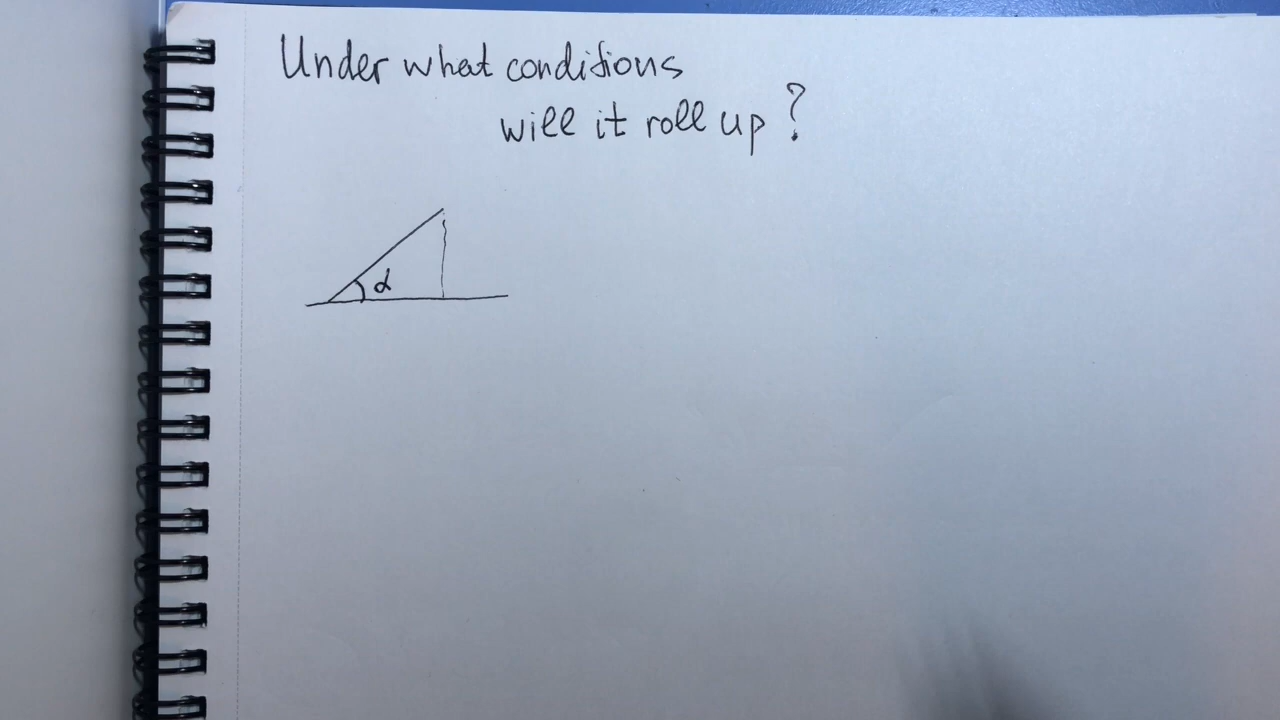 Under what conditions
will it roll up?
α